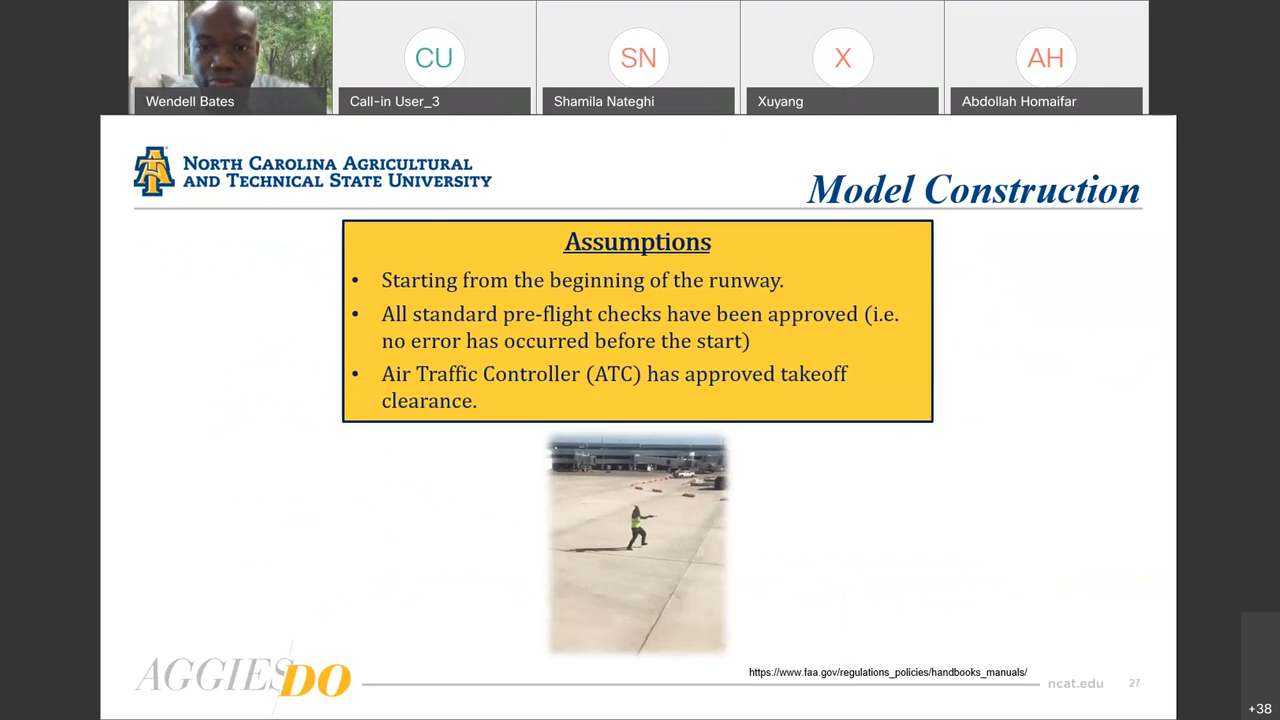 CU
SN
X
AH
Wendell Bates
Call-in User_3
Shamila Nateghi
Xuyang
Abdollah Homaifar
North Carolina Agricultural
and Technical State University
Model Construction
Assumptions
• Starting from the beginning of the runway.
• All standard pre-flight checks have been approved (i.e.
no error has occurred before the start)
• Air Traffic Controller (ATC) has approved takeoff
clearance.
AGGIES DO
https://www.faa.gov/regulations_policies/handbooks_manuals/
ncat.edu 27
+38